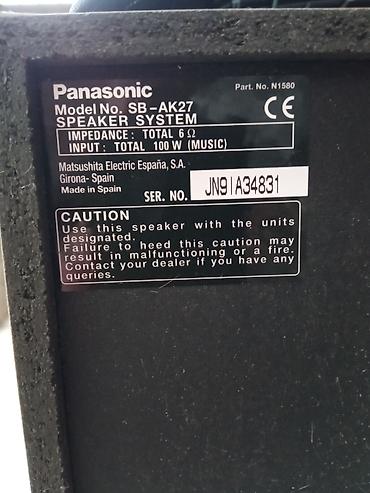 Panasonic
Part. No. N1580
Model No. SB-AK27
SPEAKER SYSTEM
CE
IMPEDANCE: TOTAL 6 Ω
INPUT: TOTAL 100 W (MUSIC)
Matsushita Electric España, S.A.
Girona- Spain
Made in Spain
SER. NO. JN9IA34831
CAUTION
Use this speaker with the units
designated.
Failure to heed this caution may
result in malfunctioning or a fire.
Contact your dealer if you have any
queries.